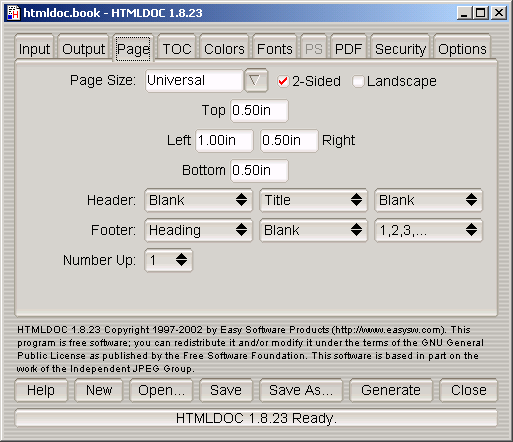 htmldoc.book - HTMLDOC 1.8.23
Input Output Page TOC Colors Fonts PS PDF Security Options
Page Size: Universal 2-Sided Landscape
Top 0.50in
Left 1.00in 0.50in Right
Bottom 0.50in
Header: Blank Title Blank
Footer: Heading Blank 1,2,3,...
Number Up: 1
HTMLDOC 1.8.23 Copyright 1997-2002 by Easy Software Products (http://www.easysw.com). This
program is free software; you can redistribute it and/or modify it under the terms of the GNU General
Public License as published by the Free Software Foundation. This software is based in part on the
work of the Independent JPEG Group.
Help New Open... Save Save As... Generate Close
HTMLDOC 1.8.23 Ready.